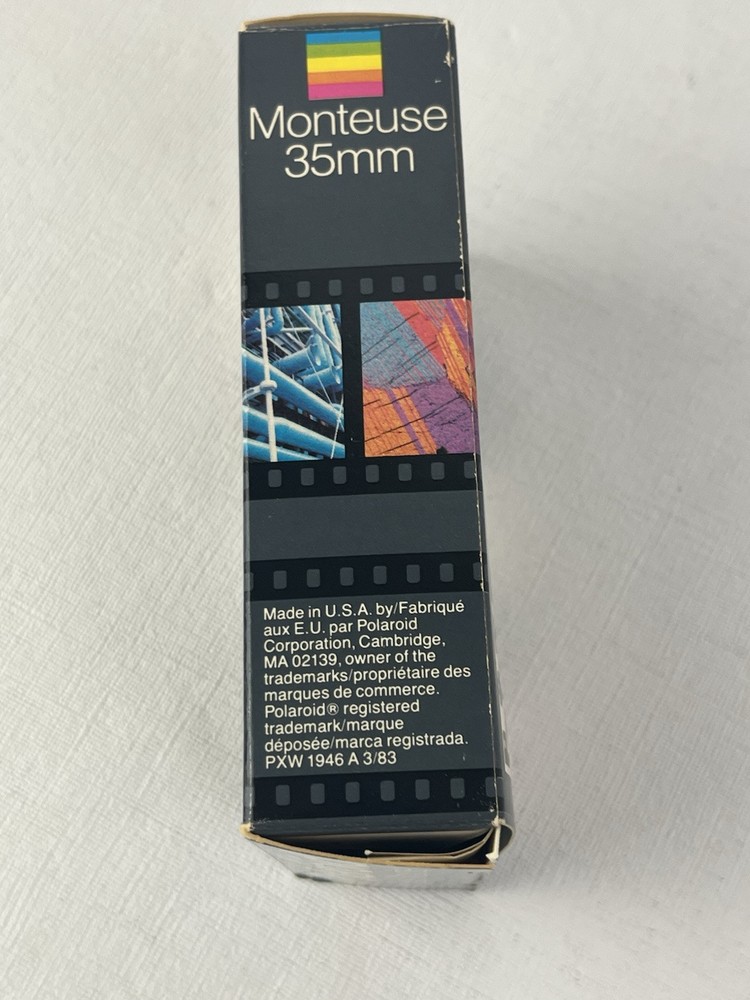 Monteuse
35mm
Made in U.S.A. by/Fabriqué
aux E.U. par Polaroid
Corporation, Cambridge,
MA 02139, owner of the
trademarks/propriétaire des
marques de commerce.
Polaroid® registered
trademark/marque
déposée/marca registrada.
PXW 1946 A 3/83